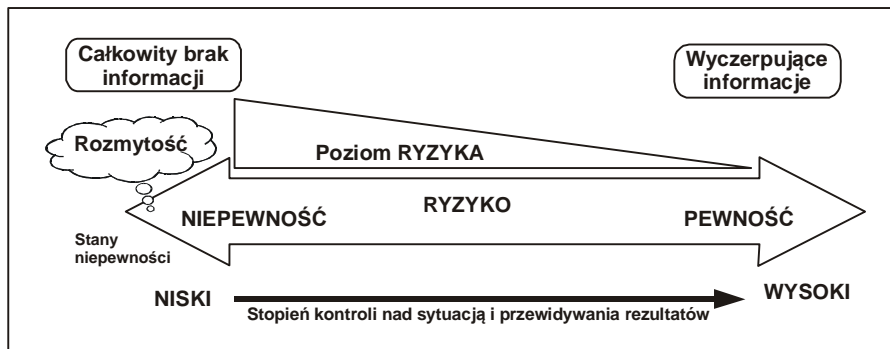 Całkowity brak
informacji
Wyczerpujące
informacje
Rozmytość
Poziom RYZYKA
RYZYKO
NIEPEWNOŚĆ
PEWNOŚĆ
Stany
niepewności
NISKI
WYSOKI
Stopień kontroli nad sytuacją i przewidywania rezultatów